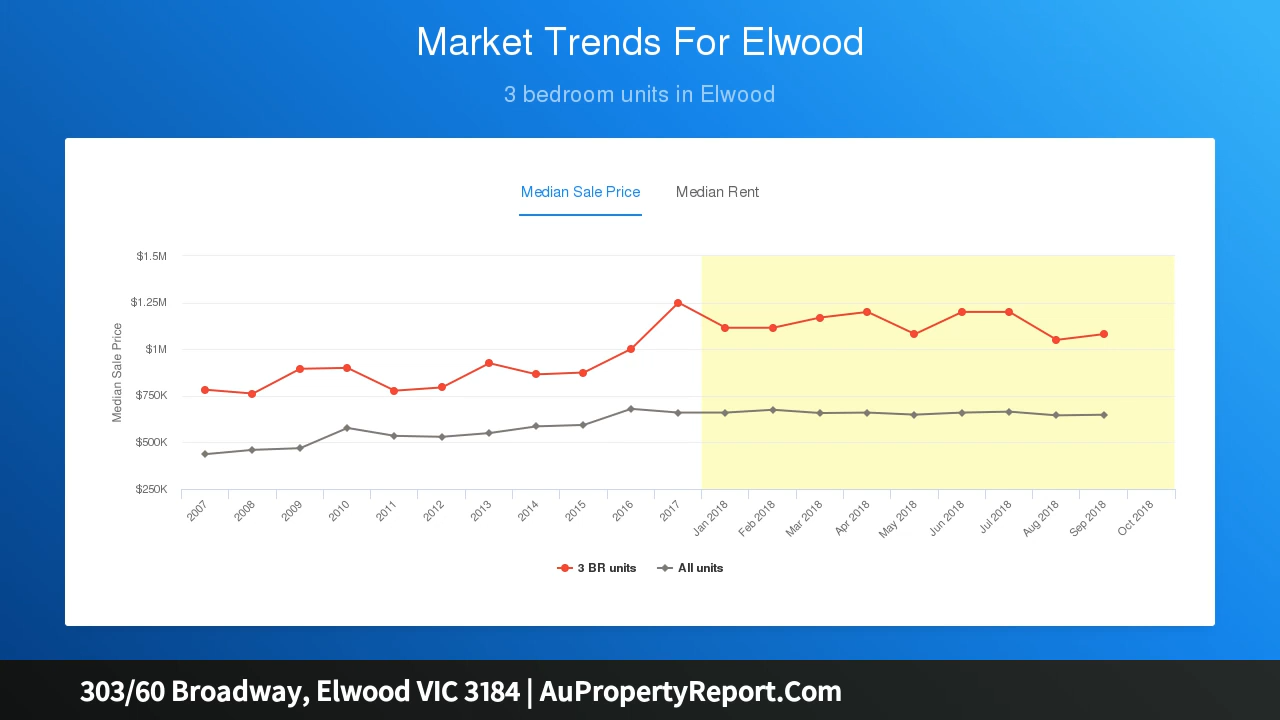 Market Trends For Elwood
3 bedroom units in Elwood
Median Sale Price Median Rent
$1.5M
$1.25M
$1M
$750K
$500K
$250K
Median Sale Price
2007 2008 2009 2010 2011 2012 2013 2014 2015 2016 2017 Jan 2018 Feb 2018 Mar 2018 Apr 2018 May 2018 Jun 2018 Jul 2018 Aug 2018 Sep 2018 Oct 2018
3 BR units All units
303/60 Broadway, Elwood VIC 3184 | AuPropertyReport.Com